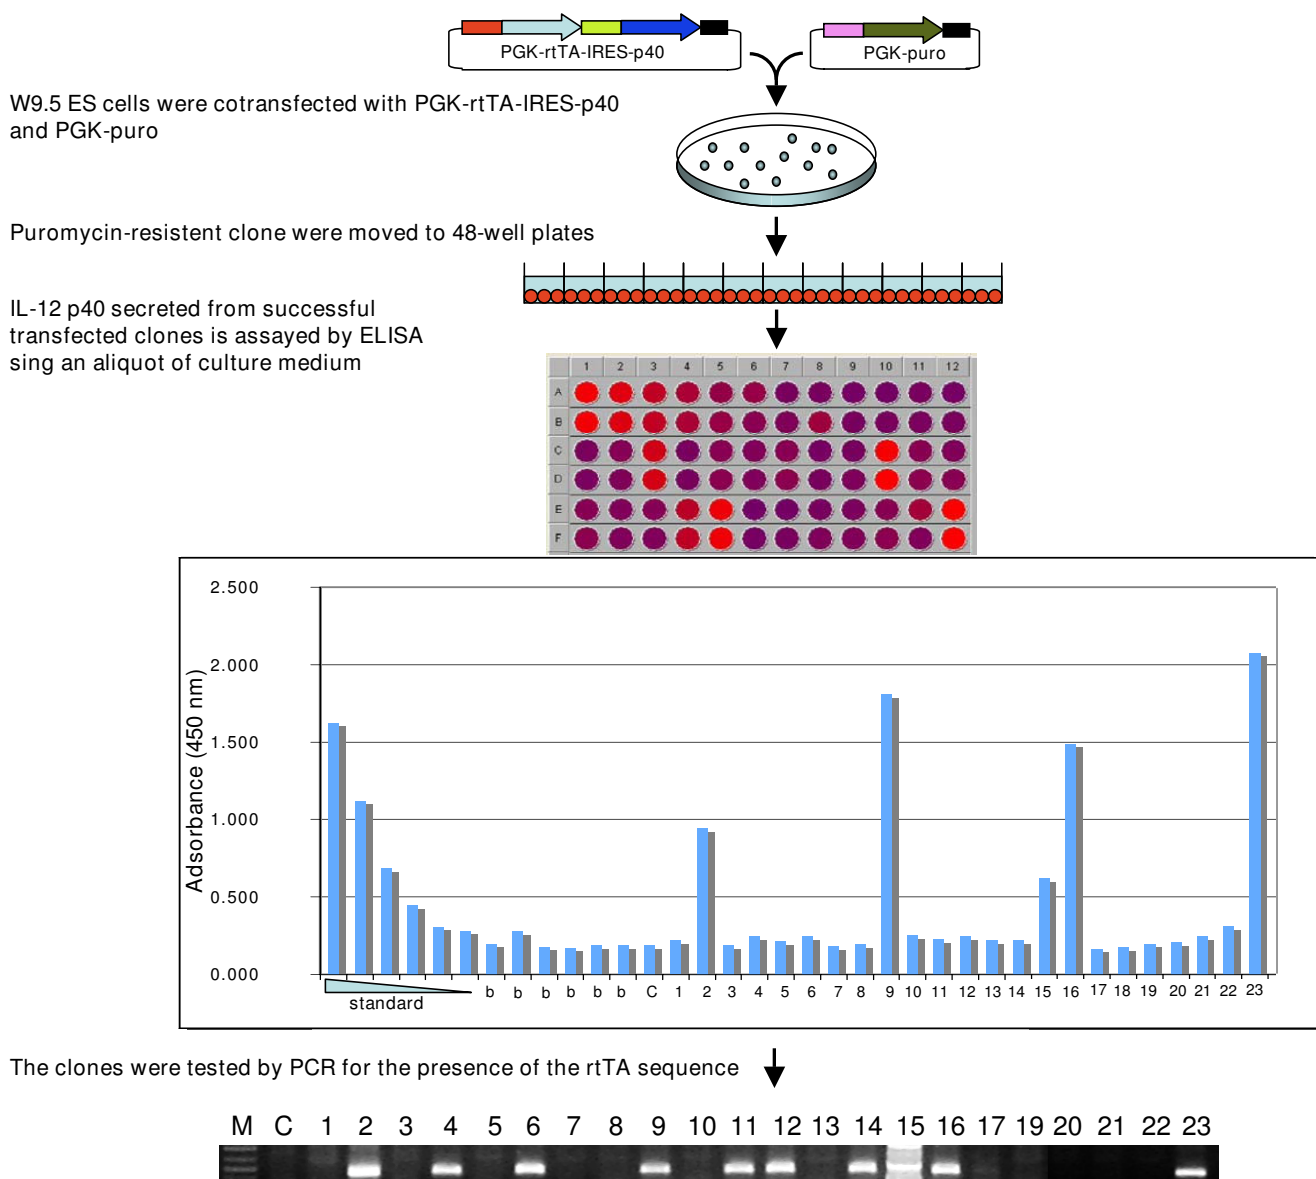 PGK-rtTA-IRES-p40
PGK-puro
W9.5 ES cells were cotransfected with PGK-rtTA-IRES-p40
and PGK-puro
Puromycin-resistent clone were moved to 48-well plates
IL-12 p40 secreted from successful
transfected clones is assayed by ELISA
sing an aliquot of culture medium
1 2 3 4 5 6 7 8 9 10 11 12
A
B
C
D
E
F
Adsorbance (450 nm)
2.500
2.000
1.500
1.000
0.500
0.000
standard b b b b b b C 1 2 3 4 5 6 7 8 9 10 11 12 13 14 15 16 17 18 19 20 21 22 23
The clones were tested by PCR for the presence of the rtTA sequence
M C 1 2 3 4 5 6 7 8 9 10 11 12 13 14 15 16 17 19 20 21 22 23